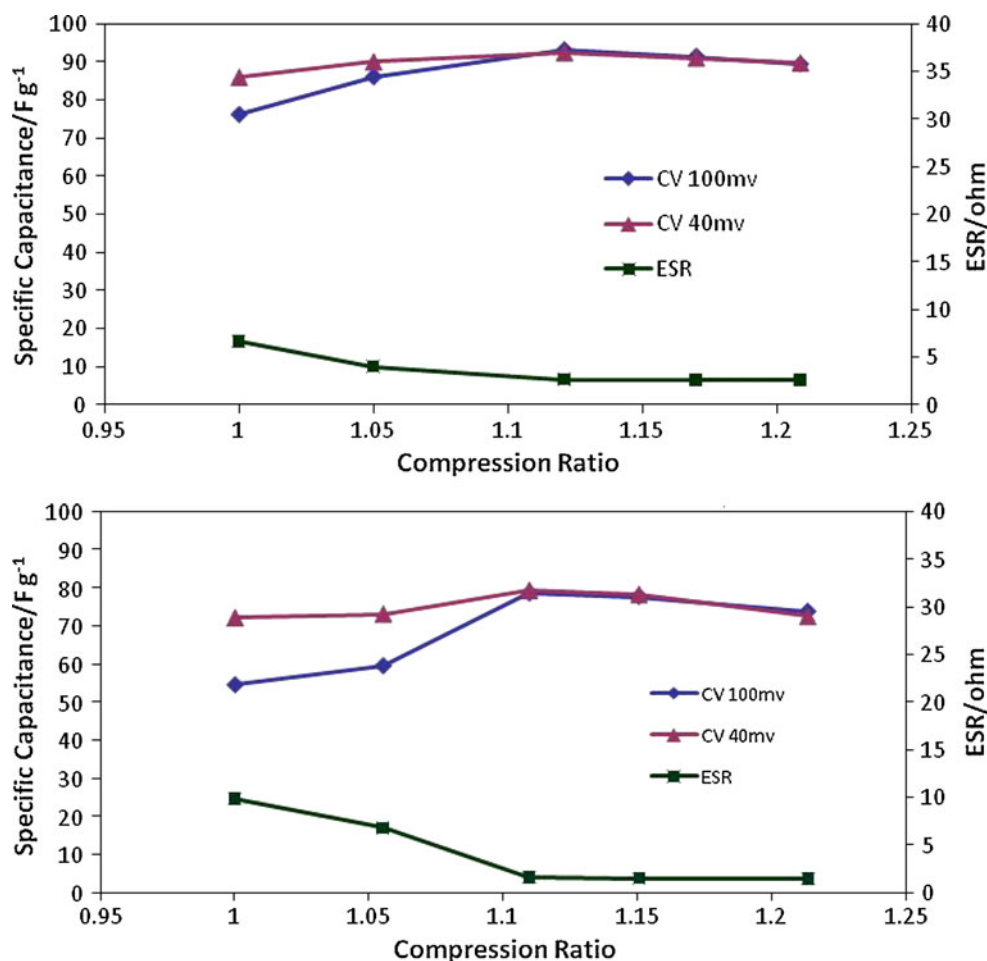 100
90
80
70
60
50
40
30
20
10
0
Specific Capacitance/F g⁻¹
40
35
30
25
20
15
10
5
0
ESR/ohm
CV 100mv
CV 40mv
ESR
0.95 1 1.05 1.1 1.15 1.2 1.25
Compression Ratio
100
90
80
70
60
50
40
30
20
10
0
Specific Capacitance/F g⁻¹
40
35
30
25
20
15
10
5
0
ESR/ohm
CV 100mv
CV 40mv
ESR
0.95 1 1.05 1.1 1.15 1.2 1.25
Compression Ratio